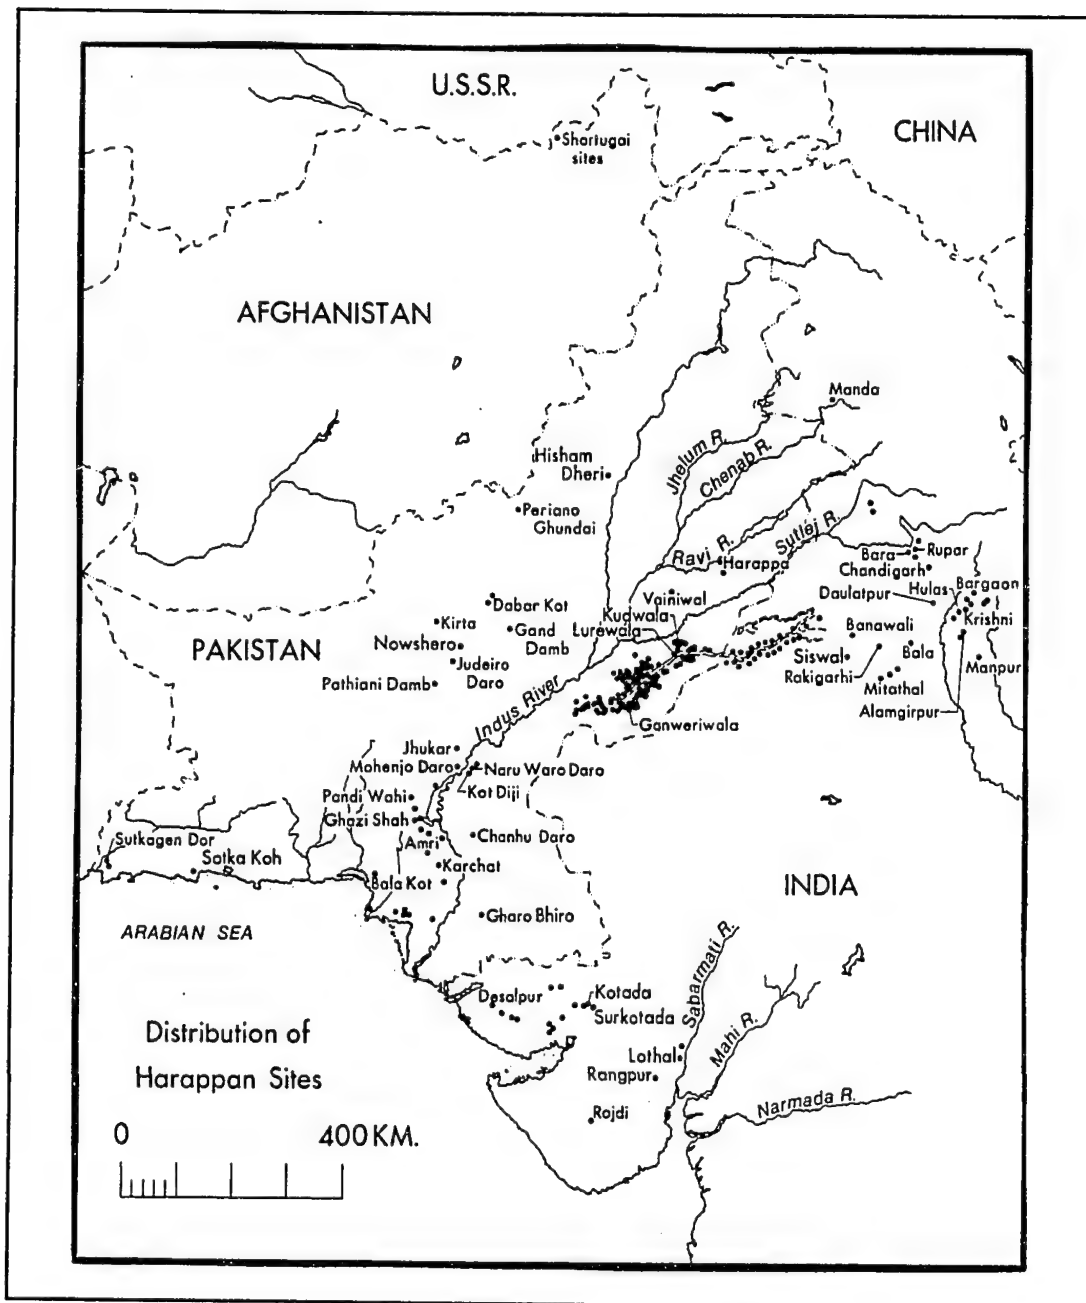 U.S.S.R.
CHINA
Shortugai
sites
AFGHANISTAN
Manda
Jhelum R.
Chenab R.
Hisham
Dheri
Periano
Ghundai
Ravi R.
Sutlej R.
Harappa
Bara
Rupar
Chandigarh
Daulatpur
Hulas
Bargaon
Vainiwal
Kudwala
Lurewala
Krishni
Dabar Kot
Kirta
Gand
Damb
Nowshero
Judeiro
Daro
Pathiani Damb
PAKISTAN
Banawali
Bala
Siswal
Rakigarhi
Manpur
Mitathal
Alamgirpur
Indus River
Ganweriwala
Jhukar
Mohenjo Daro
Naru Waro Daro
Kot Diji
Pandi Wahi
Ghazi Shah
Amri
Chanhu Daro
Karchat
Sutkagen Dor
Sotka Koh
Bala Kot
INDIA
Gharo Bhiro
ARABIAN SEA
Desalpur
Kotada
Surkotada
Sabarmati R.
Mahi R.
Lothal
Rangpur
Rojdi
Narmada R.
Distribution of
Harappan Sites
0 400 KM.